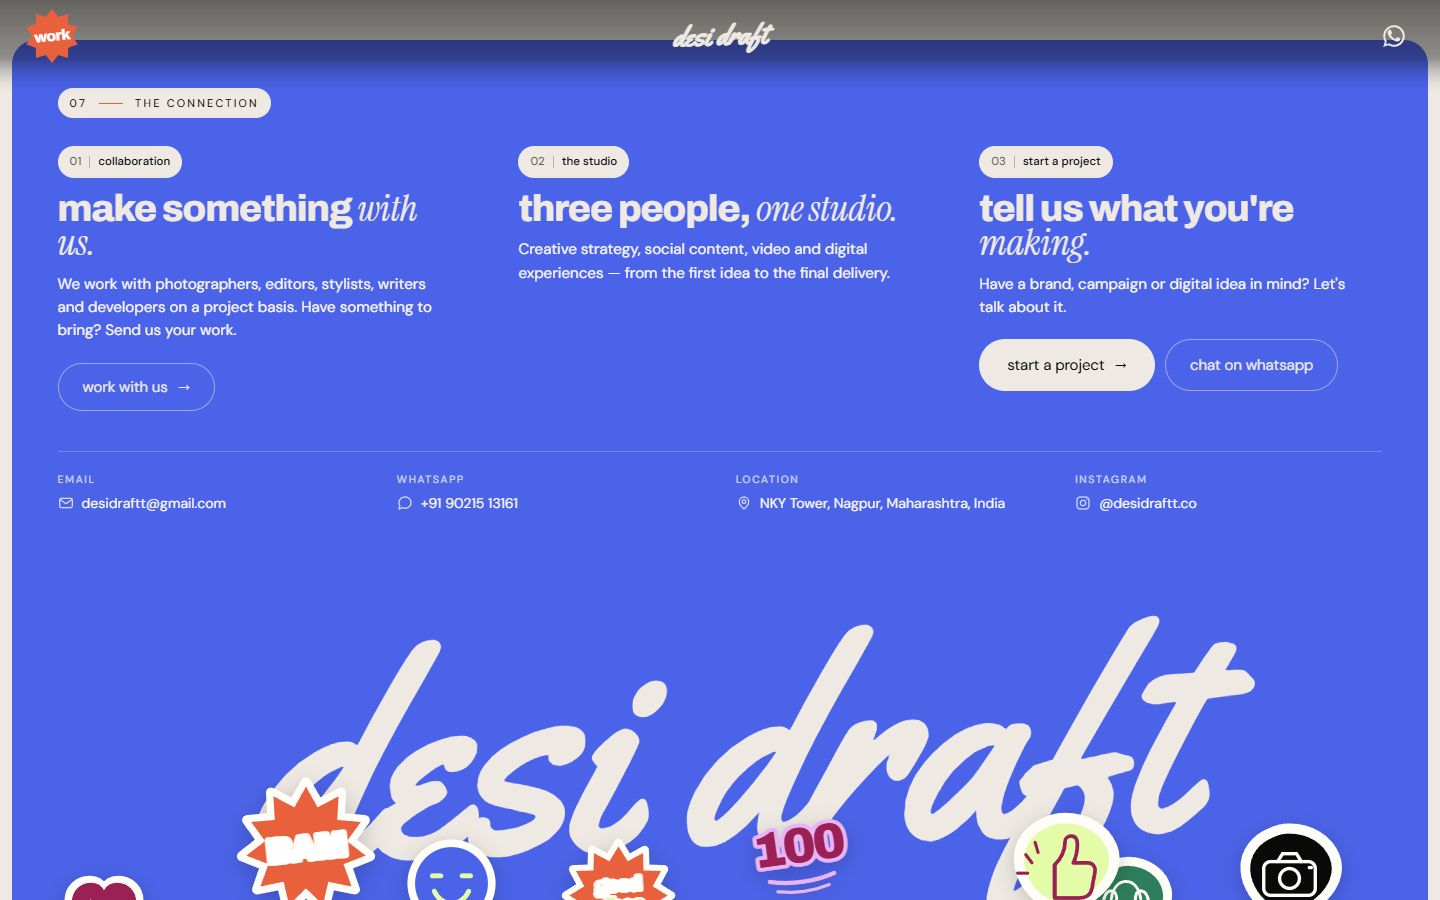 work
desi draft
07 — THE CONNECTION
01 | collaboration
make something with
us.
We work with photographers, editors, stylists, writers
and developers on a project basis. Have something to
bring? Send us your work.
work with us →
02 | the studio
three people, one studio.
Creative strategy, social content, video and digital
experiences — from the first idea to the final delivery.
03 | start a project
tell us what you're
making.
Have a brand, campaign or digital idea in mind? Let's
talk about it.
start a project →
chat on whatsapp
EMAIL
desidraftt@gmail.com
WHATSAPP
+91 90215 13161
LOCATION
NKY Tower, Nagpur, Maharashtra, India
INSTAGRAM
@desidraftt.co
desi draft
100